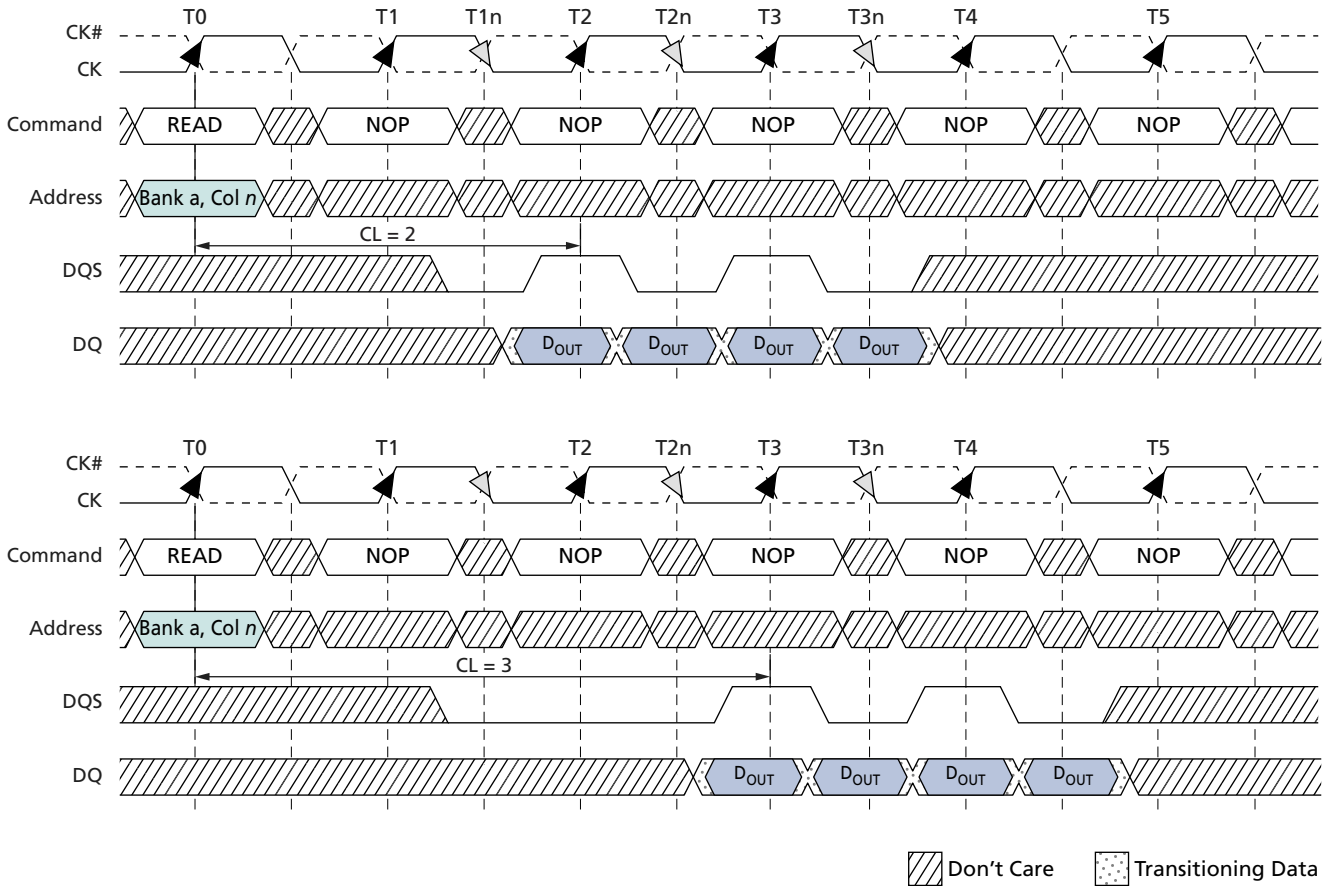 T0 T1 T1n T2 T2n T3 T3n T4 T5
CK#
CK
Command READ NOP NOP NOP NOP NOP
Address Bank a, Col n
CL = 2
DQS
DQ DOUT DOUT DOUT DOUT
T0 T1 T1n T2 T2n T3 T3n T4 T5
CK#
CK
Command READ NOP NOP NOP NOP NOP
Address Bank a, Col n
CL = 3
DQS
DQ DOUT DOUT DOUT DOUT
Don't Care Transitioning Data